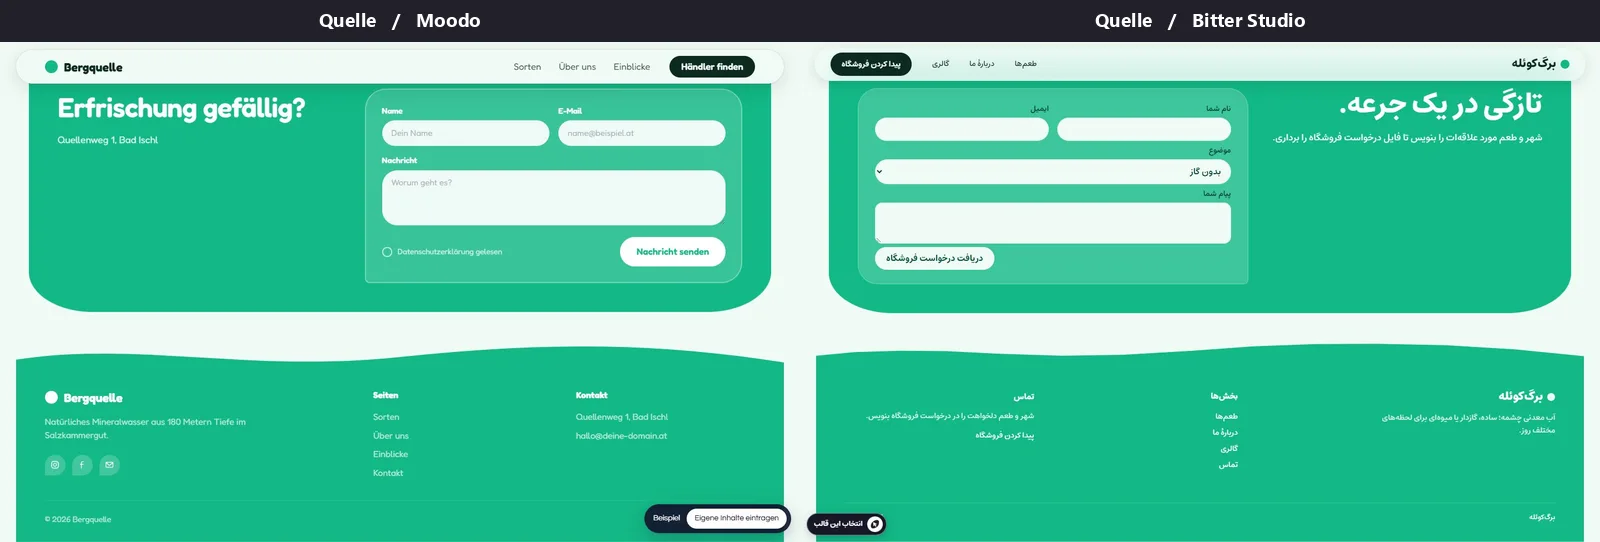 Quelle / Moodo
Bergquelle
Sorten Über uns Einblicke Händler finden
Erfrischung gefällig?
Quellenweg 1, Bad Ischl
Name E-Mail
Dein Name name@beispiel.at
Nachricht
Worum geht es?
Datenschutzerklärung gelesen Nachricht senden
Bergquelle
Natürliches Mineralwasser aus 180 Metern Tiefe im
Salzkammergut.
Seiten
Sorten
Über uns
Einblicke
Kontakt
Kontakt
Quellenweg 1, Bad Ischl
hallo@deine-domain.at
© 2026 Bergquelle
Beispiel Eigene Inhalte eintragen
Quelle / Bitter Studio
برگ‌کوئله
طعم‌ها دربارهٔ ما گالری پیدا کردن فروشگاه
تازگی در یک جرعه.
شهر و طعم مورد علاقه‌ات را بنویس تا فایل درخواست فروشگاه را برداری.
نام شما ایمیل
موضوع
بدون گاز
پیام شما
دریافت درخواست فروشگاه
برگ‌کوئله
آب معدنی چشمه؛ ساده، گازدار یا میوه‌ای برای لحظه‌های
مختلف روز.
بخش‌ها
طعم‌ها
دربارهٔ ما
گالری
تماس
تماس
شهر و طعم دلخواهت را در درخواست فروشگاه بنویس.
پیدا کردن فروشگاه
برگ‌کوئله
انتخاب این قالب